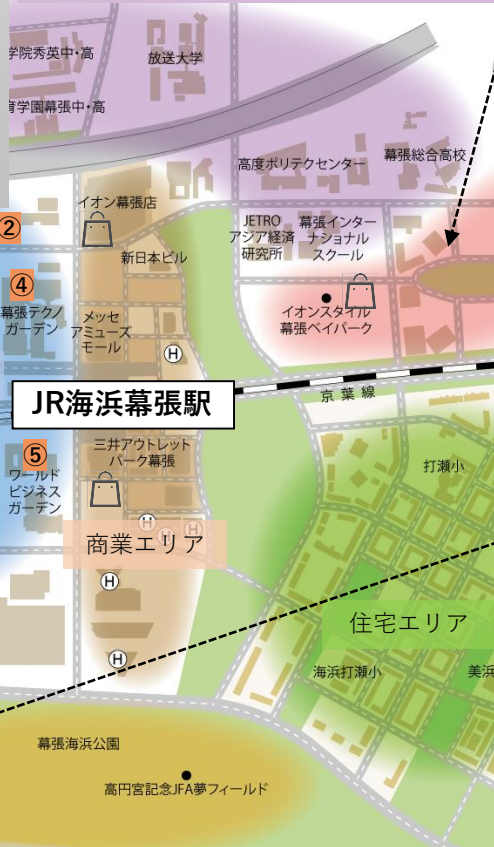 学院秀英中・高
放送大学
育学園幕張中・高
高度ポリテクセンター
幕張総合高校
イオン幕張店
②
JETRO
アジア経済
研究所
幕張インター
ナショナル
スクール
新日本ビル
④
幕張テクノ
ガーデン
メッセ
アミューズ
モール
イオンスタイル
幕張ベイパーク
H
JR海浜幕張駅
京葉線
三井アウトレット
パーク幕張
⑤
ワールド
ビジネス
ガーデン
打瀬小
H
H
H
商業エリア
H
住宅エリア
H
海浜打瀬小
美浜
幕張海浜公園
高円宮記念JFA夢フィールド